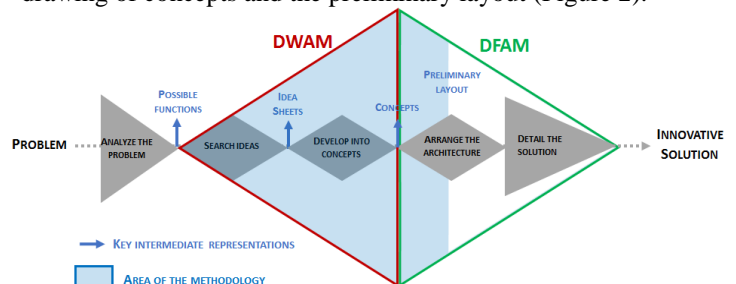 drawing of concepts and the preliminary layout (Figure 2).
DWAM
DFAM
POSSIBLE
FUNCTIONS
IDEA
SHEETS
CONCEPTS
PRELIMINARY
LAYOUT
PROBLEM
ANALYZE THE
PROBLEM
SEARCH IDEAS
DEVELOP INTO
CONCEPTS
ARRANGE THE
ARCHITECTURE
DETAIL THE
SOLUTION
INNOVATIVE
SOLUTION
KEY INTERMEDIATE REPRESENTATIONS
AREA OF THE METHODOLOGY